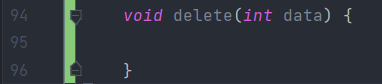 94 void delete(int data) {
95
96 }